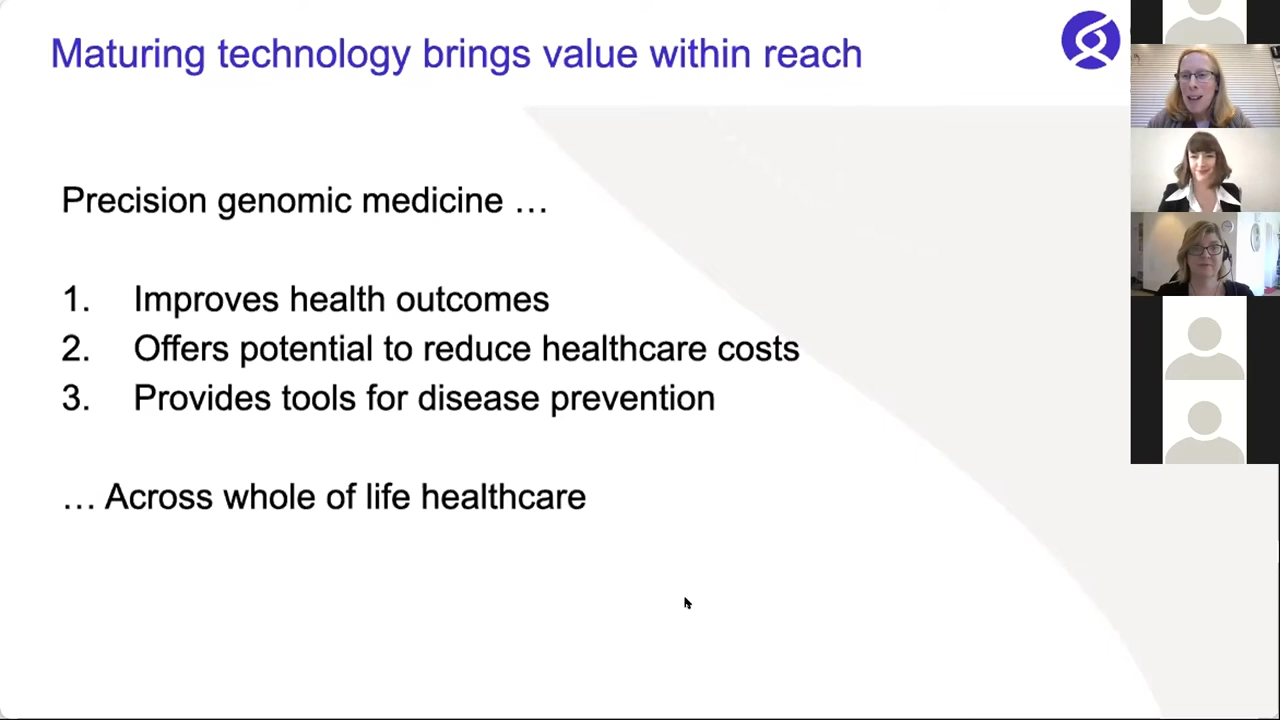 Maturing technology brings value within reach
Precision genomic medicine …
1. Improves health outcomes
2. Offers potential to reduce healthcare costs
3. Provides tools for disease prevention
… Across whole of life healthcare